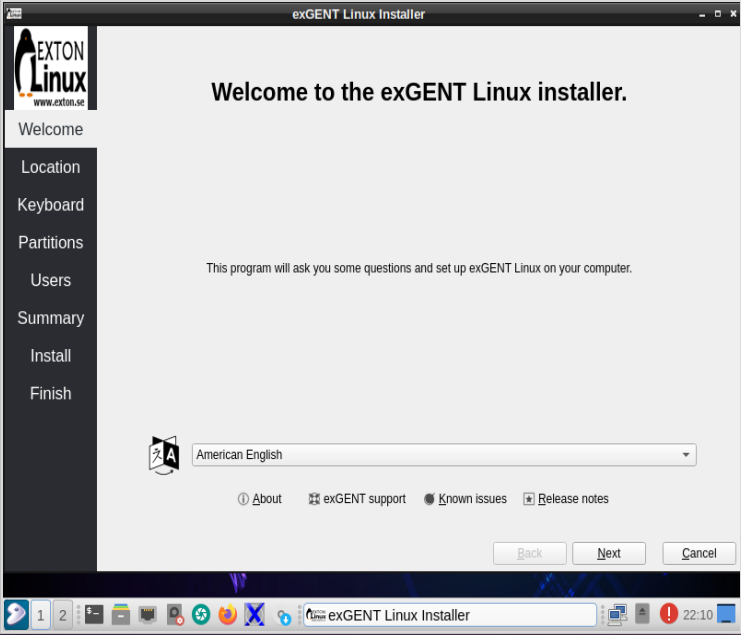 exGENT Linux Installer
EXTON
Linux
www.exton.se
Welcome
Location
Keyboard
Partitions
Users
Summary
Install
Finish
Welcome to the exGENT Linux installer.
This program will ask you some questions and set up exGENT Linux on your computer.
American English
About
exGENT support
Known issues
Release notes
Back
Next
Cancel
1
2
exGENT Linux Installer
22:10